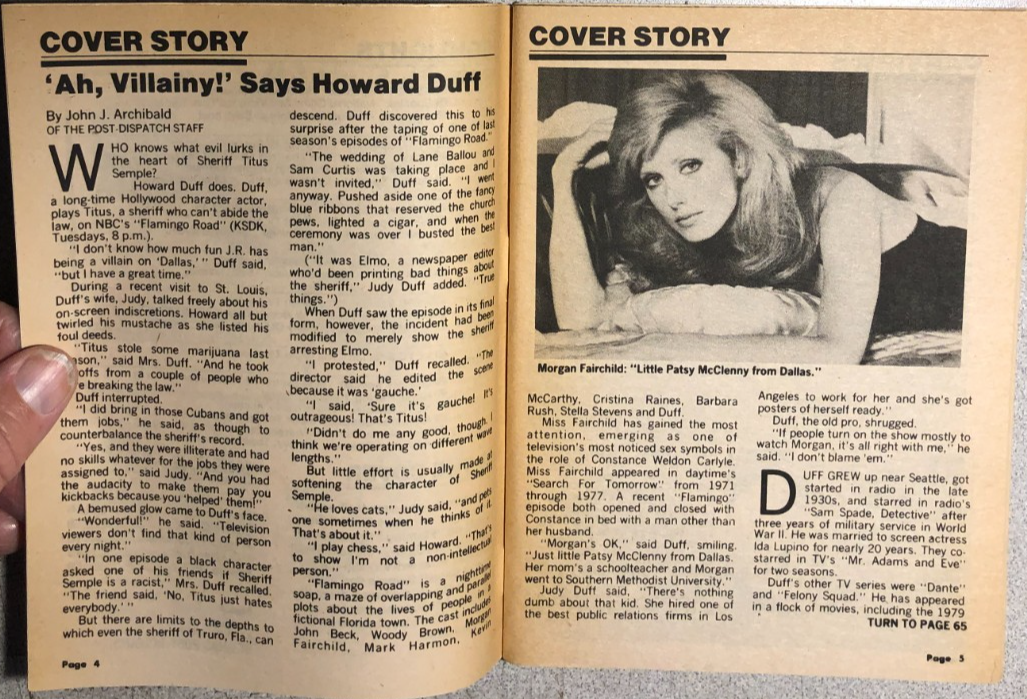 COVER STORY
'Ah, Villainy!' Says Howard Duff
By John J. Archibald
OF THE POST-DISPATCH STAFF
WHO knows what evil lurks in
the heart of Sheriff Titus
Semple?
Howard Duff does. Duff,
a long-time Hollywood character actor,
plays Titus, a sheriff who can't abide the
law, on NBC's "Flamingo Road" (KSDK,
Tuesdays, 8 p.m.).
"I don't know how much fun J.R. has
being a villain on 'Dallas,' " Duff said,
"but I have a great time."
During a recent visit to St. Louis,
Duff's wife, Judy, talked freely about his
on-screen indiscretions. Howard all but
twirled his mustache as she listed his
foul deeds.
"Titus stole some marijuana last
said Mrs. Duff. "And he took
offs from a couple of people who
e breaking the law."
Duff interrupted.
"I did bring in those Cubans and got
them jobs," he said, as though to
counterbalance the sheriff's record.
"Yes, and they were illiterate and had
no skills whatever for the jobs they were
assigned to," said Judy. "And you had
the audacity to make them pay you
kickbacks because you 'helped' them!"
A bemused glow came to Duff's face.
"Wonderful!" he said. "Television
viewers don't find that kind of person
every night."
"In one episode a black character
asked one of his friends if Sheriff
Semple is a racist," Mrs. Duff recalled.
"The friend said, 'No, Titus just hates
everybody.' "
But there are limits to the depths to
which even the sheriff of Truro, Fla., can
descend. Duff discovered this to his
surprise after the taping of one of last
season's episodes of "Flamingo Road."
"The wedding of Lane Ballou and
Sam Curtis was taking place and I
wasn't invited," Duff said. "I went
anyway. Pushed aside one of the fancy
blue ribbons that reserved the church
pews, lighted a cigar, and when the
ceremony was over I busted the best
man."
("It was Elmo, a newspaper editor
who'd been printing bad things about
the sheriff," Judy Duff added. "True
things.")
When Duff saw the episode in its final
form, however, the incident had been
modified to merely show the sheriff
arresting Elmo.
"I protested," Duff recalled. "The
director said he edited the scene
because it was 'gauche.'
"I said, 'Sure it's gauche! It's
outrageous! That's Titus!
"Didn't do me any good, though. I
think we're operating on different wave
lengths."
But little effort is usually made at
softening the character of Sheriff
Semple.
"He loves cats," Judy said, "and pets
one sometimes when he thinks of it.
That's about it."
"I play chess," said Howard. "That's
to show I'm not a non-intellectual
person."
"Flamingo Road" is a nighttime
soap, a maze of overlapping and parallel
plots about the lives of people in a
fictional Florida town. The cast includes
John Beck, Woody Brown, Morgan
Fairchild, Mark Harmon, Kevin
Page 4
COVER STORY
Morgan Fairchild: "Little Patsy McClenny from Dallas."
McCarthy, Cristina Raines, Barbara
Rush, Stella Stevens and Duff.
Miss Fairchild has gained the most
attention, emerging as one of
television's most noticed sex symbols in
the role of Constance Weldon Carlyle.
Miss Fairchild appeared in daytime's
"Search For Tomorrow" from 1971
through 1977. A recent "Flamingo"
episode both opened and closed with
Constance in bed with a man other than
her husband.
"Morgan's OK," said Duff, smiling.
"Just little Patsy McClenny from Dallas.
Her mom's a schoolteacher and Morgan
went to Southern Methodist University."
Judy Duff said, "There's nothing
dumb about that kid. She hired one of
the best public relations firms in Los
Angeles to work for her and she's got
posters of herself ready."
Duff, the old pro, shrugged.
"If people turn on the show mostly to
watch Morgan, it's all right with me," he
said. "I don't blame 'em."
DUFF GREW up near Seattle, got
started in radio in the late
1930s, and starred in radio's
"Sam Spade, Detective" after
three years of military service in World
War II. He was married to screen actress
Ida Lupino for nearly 20 years. They co-
starred in TV's "Mr. Adams and Eve"
for two seasons.
Duff's other TV series were "Dante"
and "Felony Squad." He has appeared
in a flock of movies, including the 1979
TURN TO PAGE 65
Page 5